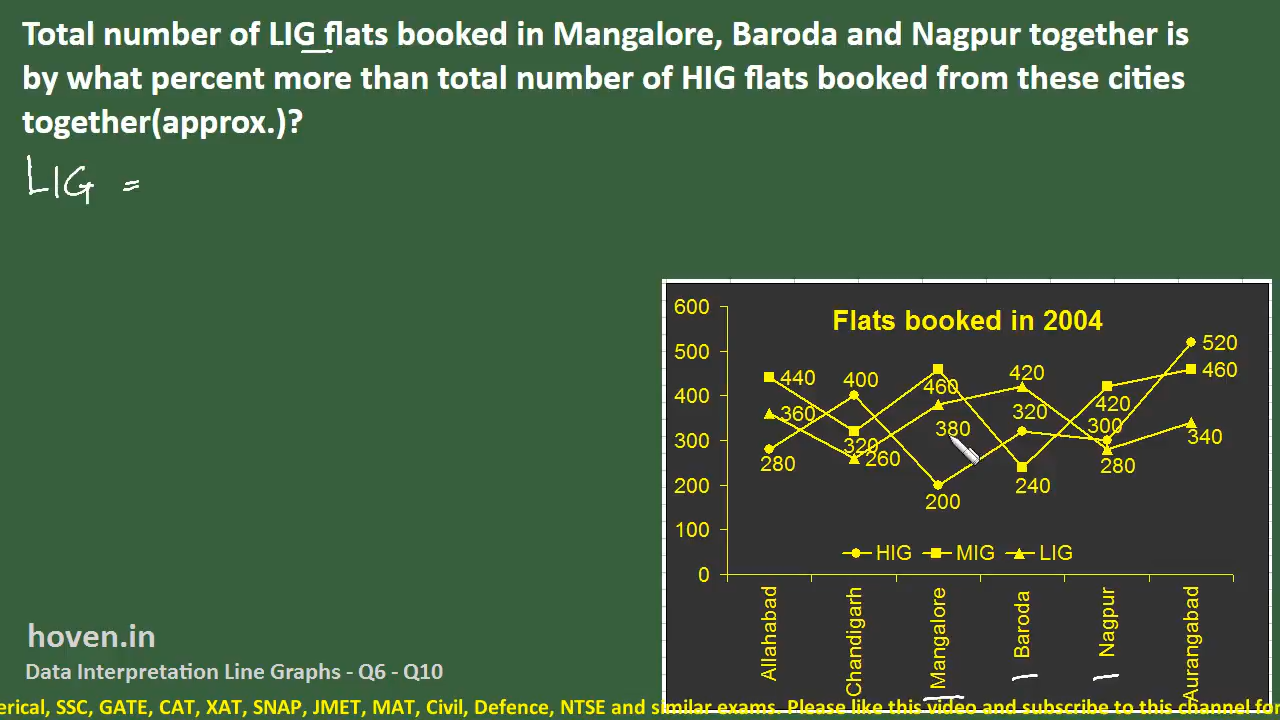 Total number of LIG flats booked in Mangalore, Baroda and Nagpur together is
by what percent more than total number of HIG flats booked from these cities
together(approx.)?
LIG =
Flats booked in 2004
600
500
400
300
200
100
0
440
360
280
400
320
260
460
380
200
420
320
240
420
300
280
520
460
340
HIG MIG LIG
Allahabad
Chandigarh
Mangalore
Baroda
Nagpur
Aurangabad
hoven.in
Data Interpretation Line Graphs - Q6 - Q10
erical, SSC, GATE, CAT, XAT, SNAP, JMET, MAT, Civil, Defence, NTSE and similar exams. Please like this video and subscribe to this channel for